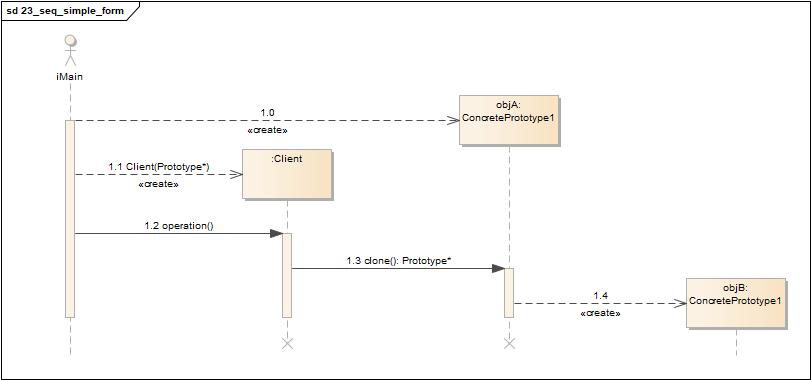 sd 23_seq_simple_form
iMain
objA:
ConcretePrototype1
1.0
«create»
:Client
1.1 Client(Prototype*)
«create»
1.2 operation()
1.3 clone(): Prototype*
objB:
ConcretePrototype1
1.4
«create»